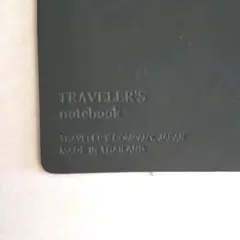 TRAVELER'S
notebook
TRAVELER'S COMPANY, JAPAN
MADE IN THAILAND